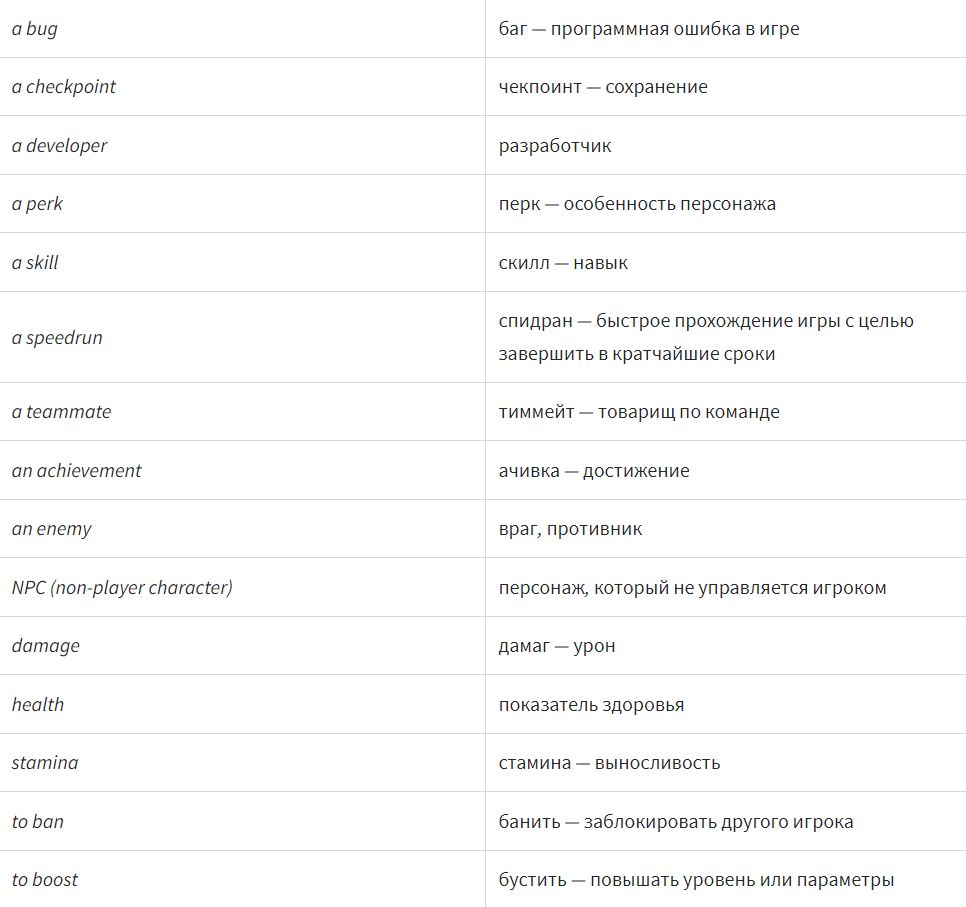 a bug
баг — программная ошибка в игре
a checkpoint
чекпоинт — сохранение
a developer
разработчик
a perk
перк — особенность персонажа
a skill
скилл — навык
a speedrun
спидран — быстрое прохождение игры с целью
завершить в кратчайшие сроки
a teammate
тиммейт — товарищ по команде
an achievement
ачивка — достижение
an enemy
враг, противник
NPC (non-player character)
персонаж, который не управляется игроком
damage
дамаг — урон
health
показатель здоровья
stamina
стамина — выносливость
to ban
банить — заблокировать другого игрока
to boost
бустить — повышать уровень или параметры